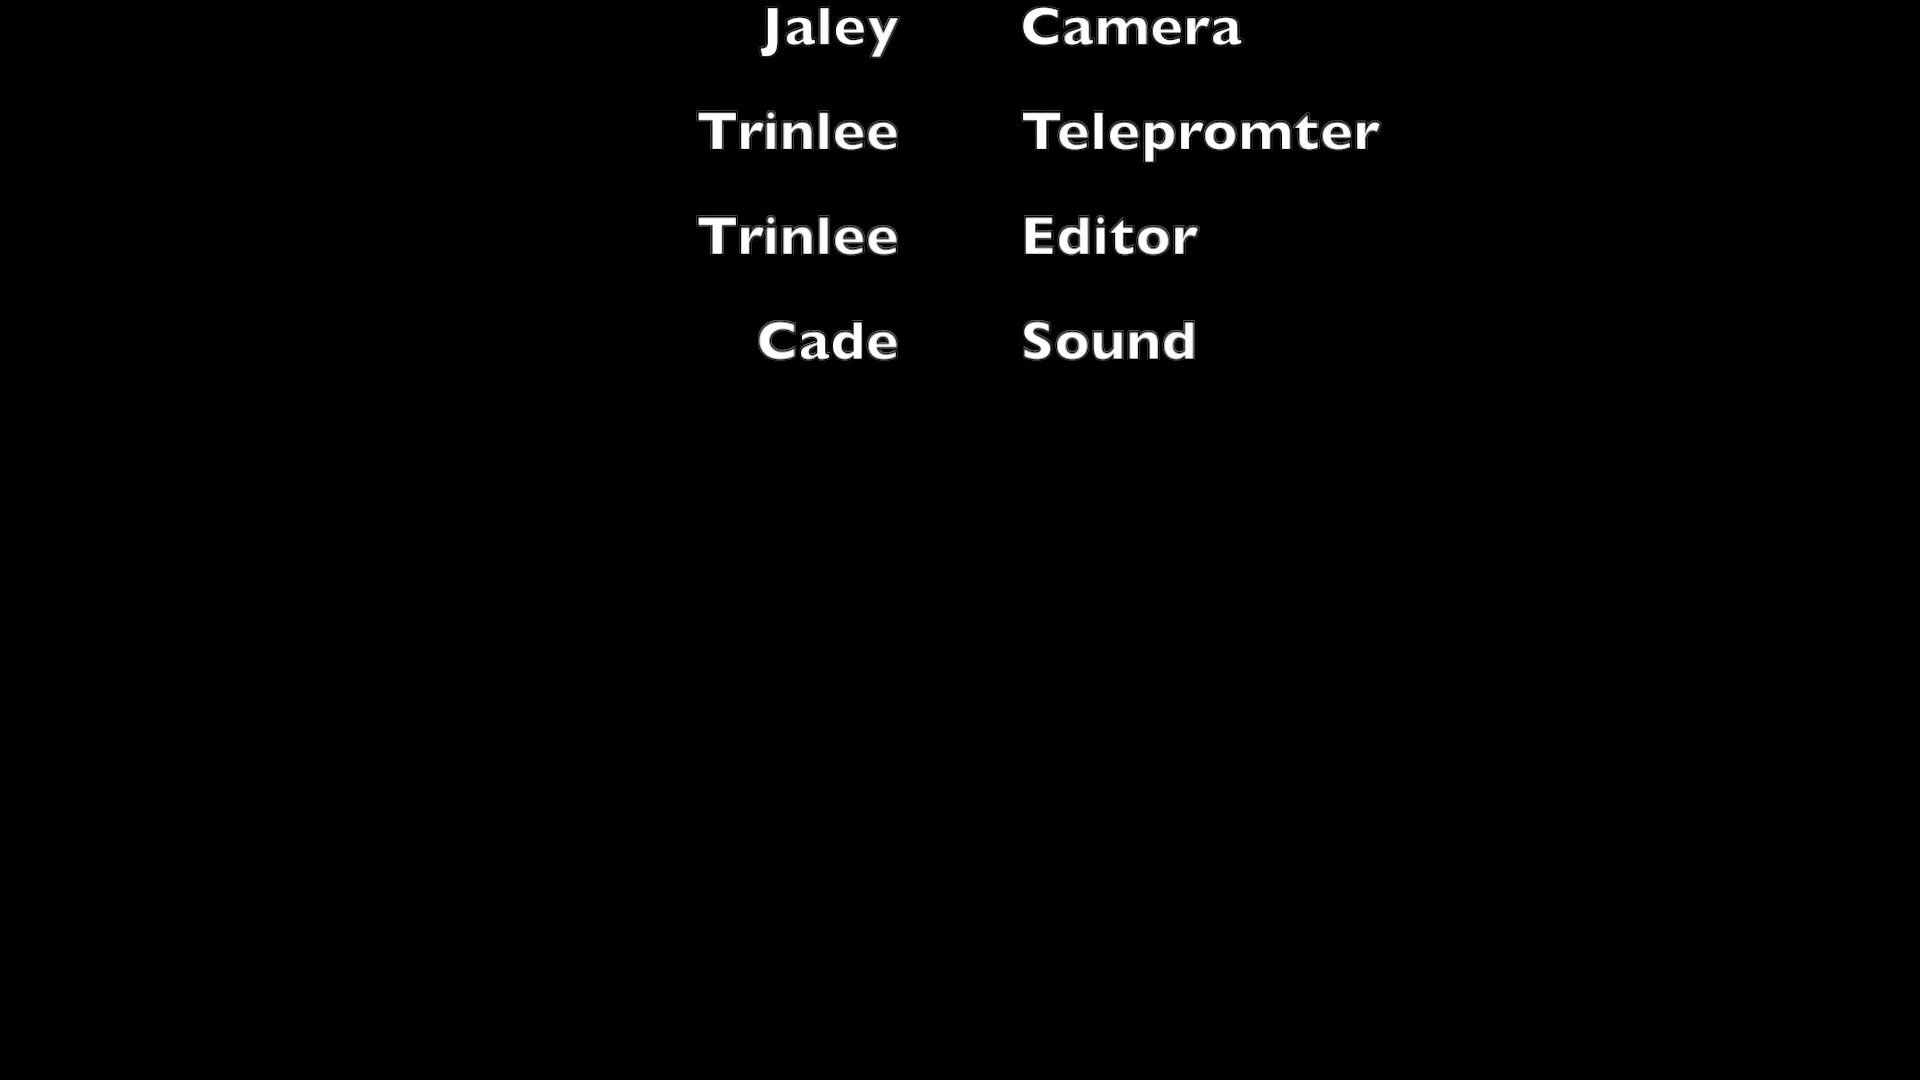 Jaley Camera
Trinlee Telepromter
Trinlee Editor
Cade Sound